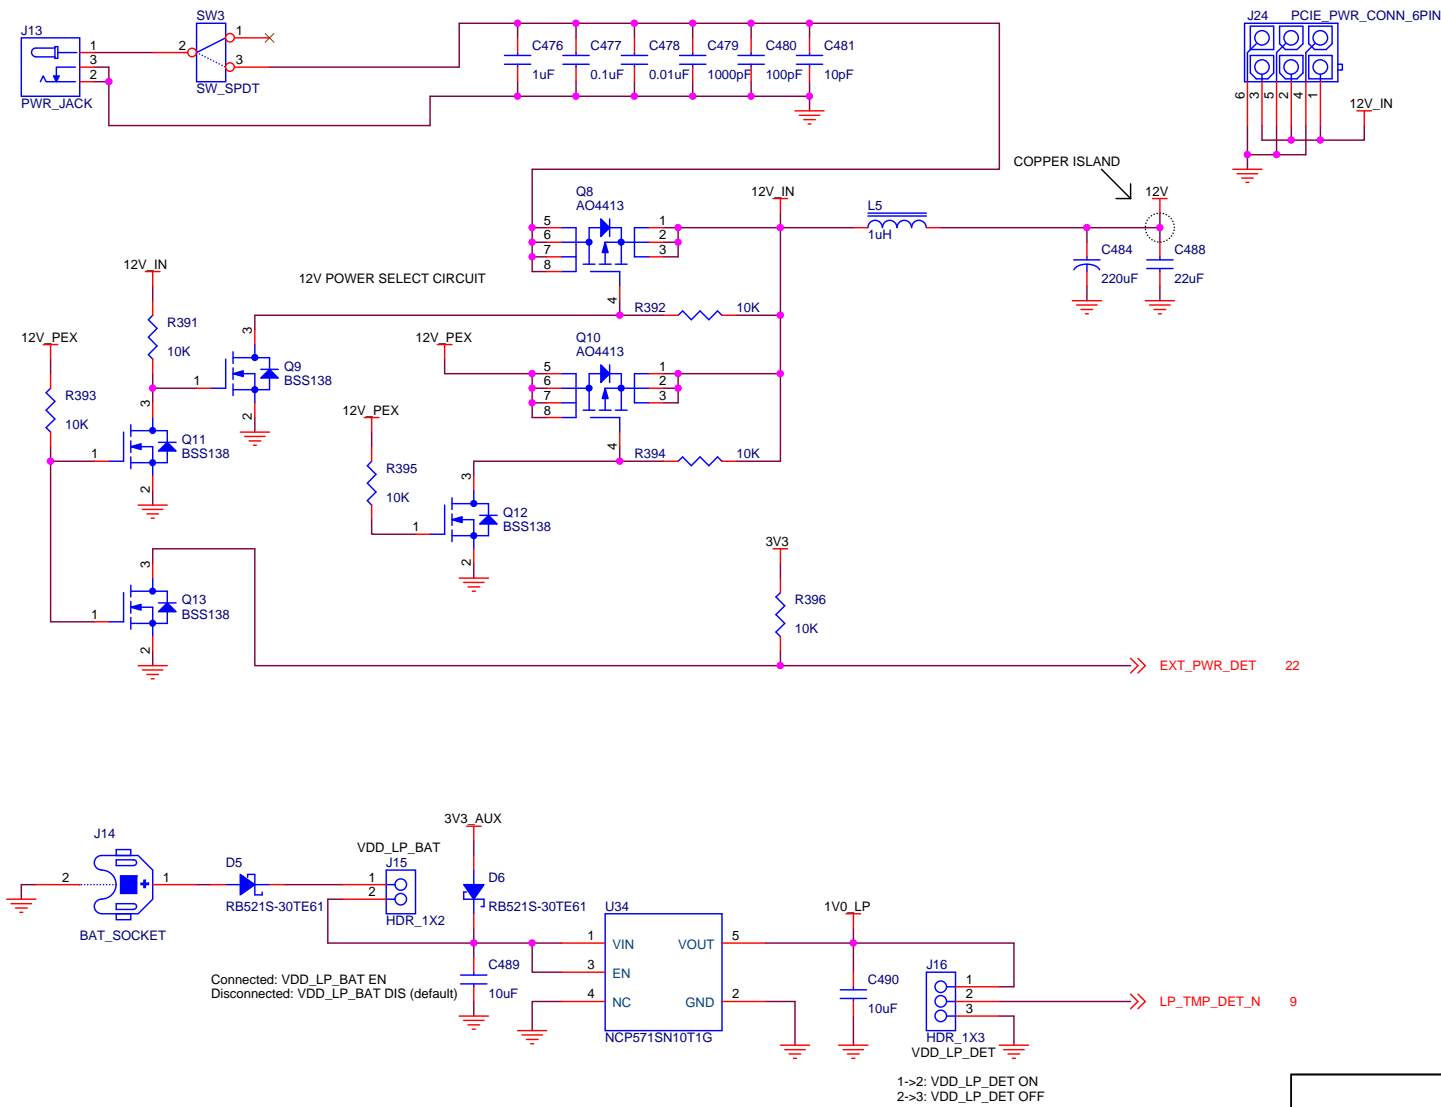 J13
1
3
2
PWR_JACK
SW3
2
1
3
SW_SPDT
C476
1uF
C477
0.1uF
C478
0.01uF
C479
1000pF
C480
100pF
C481
10pF
J24 PCIE_PWR_CONN_6PIN
6
3
5
2
4
1
12V_IN
COPPER ISLAND
12V
Q8
AO4413
5
6
7
8
1
2
3
4
12V_IN
L5
1uH
C484
220uF
C488
22uF
12V POWER SELECT CIRCUIT
R392 10K
12V_IN
R391
10K
12V_PEX
R393
10K
3
1
2
Q9
BSS138
3
1
2
Q11
BSS138
12V_PEX
Q10
AO4413
5
6
7
8
1
2
3
4
R394 10K
12V_PEX
R395
10K
3
1
2
Q12
BSS138
3
1
2
Q13
BSS138
3V3
R396
10K
EXT_PWR_DET 22
J14
2
1
+
BAT_SOCKET
D5
RB521S-30TE61
VDD_LP_BAT
J15
1
2
HDR_1X2
3V3_AUX
D6
RB521S-30TE61
Connected: VDD_LP_BAT EN
Disconnected: VDD_LP_BAT DIS (default)
C489
10uF
U34
1 VIN
3 EN
4 NC
VOUT 5
GND 2
NCP571SN10T1G
1V0_LP
C490
10uF
J16
1
2
3
HDR_1X3
VDD_LP_DET
LP_TMP_DET_N 9
1->2: VDD_LP_DET ON
2->3: VDD_LP_DET OFF